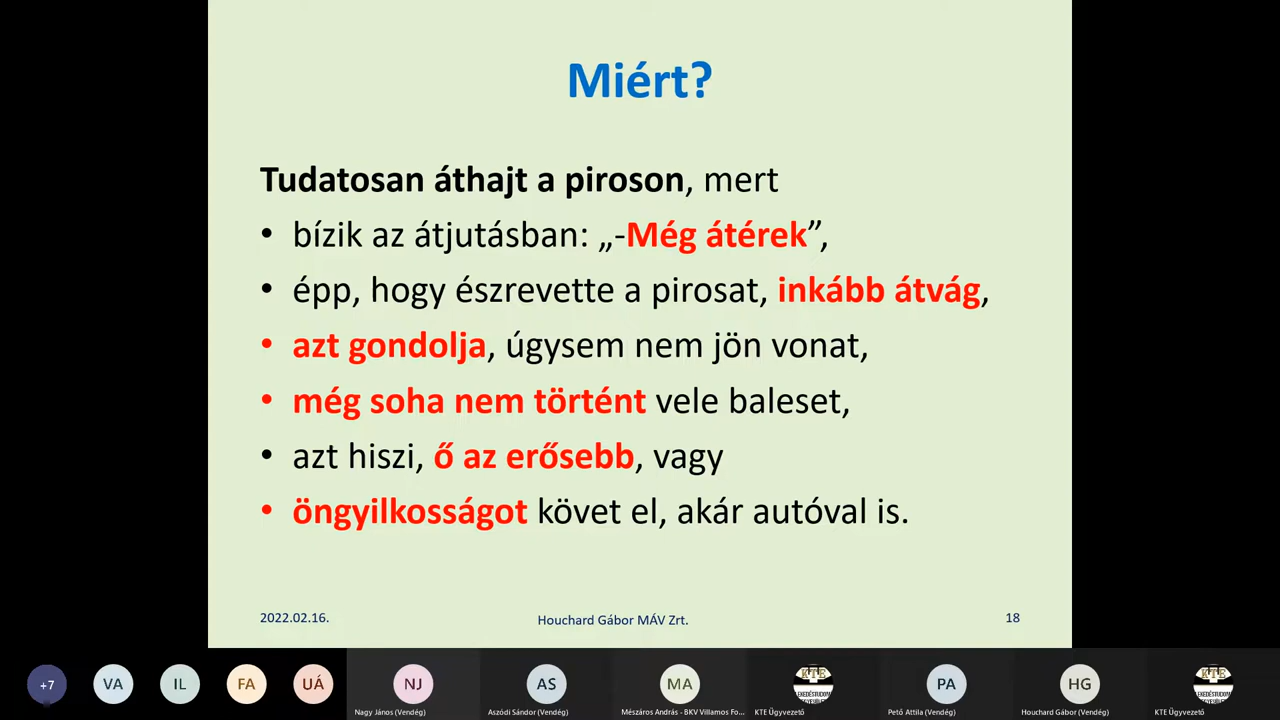 Miért?
Tudatosan áthajt a piroson, mert
• bízik az átjutásban: „-Még átérek”,
• épp, hogy észrevette a pirosat, inkább átvág,
• azt gondolja, úgysem nem jön vonat,
• még soha nem történt vele baleset,
• azt hiszi, ő az erősebb, vagy
• öngyilkosságot követ el, akár autóval is.
2022.02.16.
Houchard Gábor MÁV Zrt.
18
+7
VA
IL
FA
UÁ
NJ
AS
MA
KTE
PA
HG
KTE
Nagy János (Vendég)
Aszódi Sándor (Vendég)
Mészáros András - BKV Villamos Fo...
KTE Ügyvezető
Pető Attila (Vendég)
Houchard Gábor (Vendég)
KTE Ügyvezető